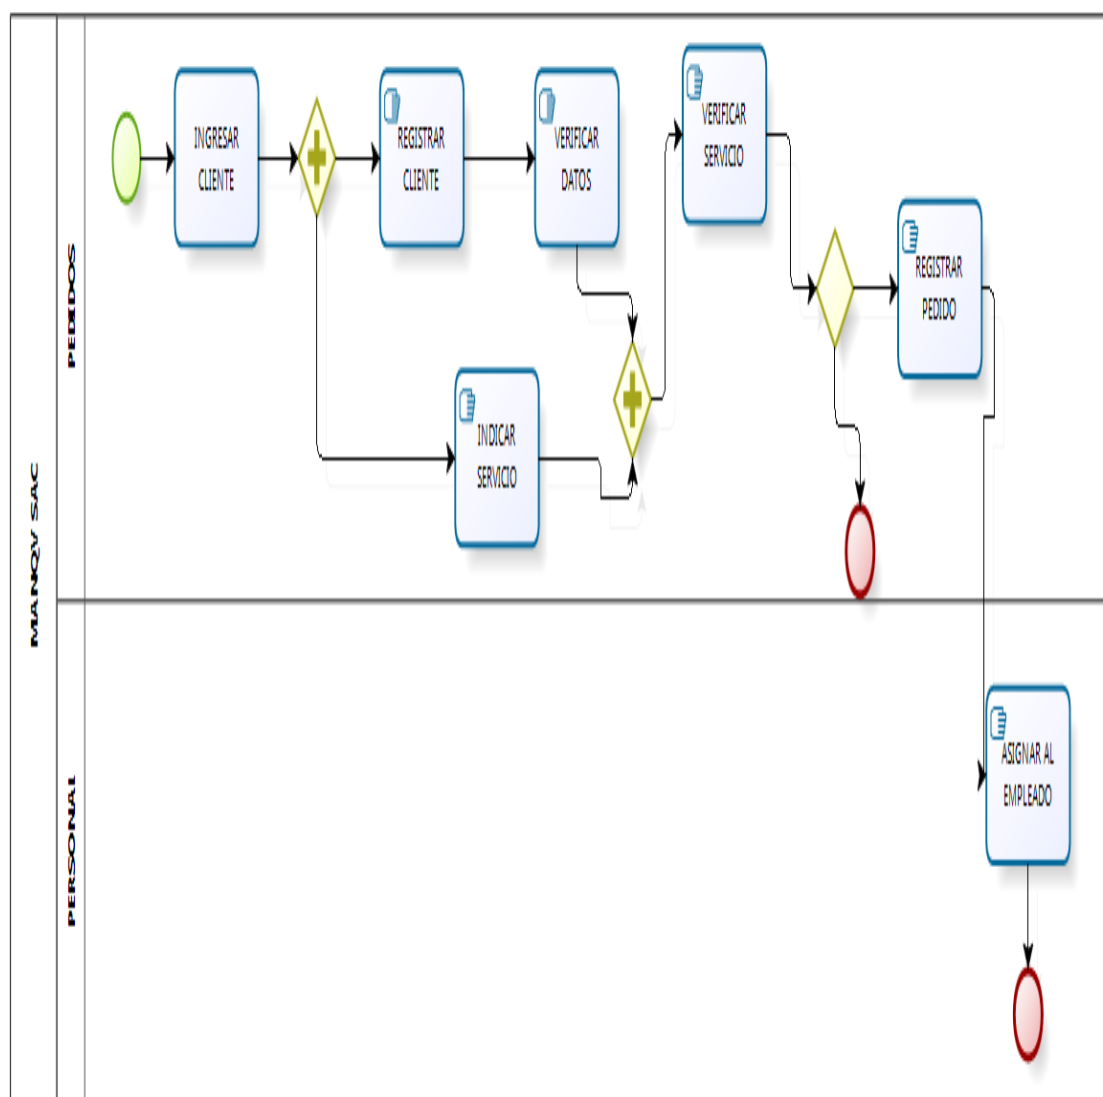 MANQV SAC
PEDIDOS
INGRESAR
CLIENTE
REGISTRAR
CLIENTE
VERIFICAR
DATOS
VERIFICAR
SERVICIO
REGISTRAR
PEDIDO
INDICAR
SERVICIO
PERSONAL
ASIGNAR AL
EMPLEADO